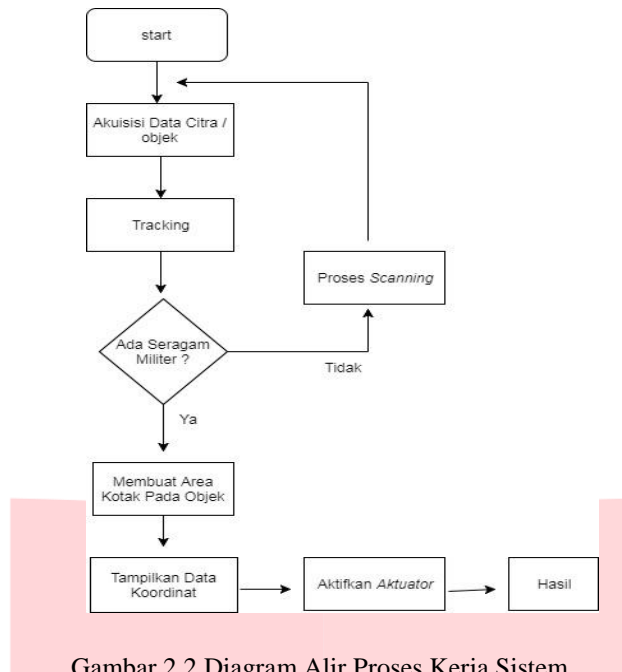 start
Akuisisi Data Citra /
objek
Tracking
Proses Scanning
Ada Seragam
Militer ?
Tidak
Ya
Membuat Area
Kotak Pada Objek
Tampilkan Data
Koordinat
Aktifkan Aktuator
Hasil
Gambar 2.2 Diagram Alir Proses Kerja Sistem